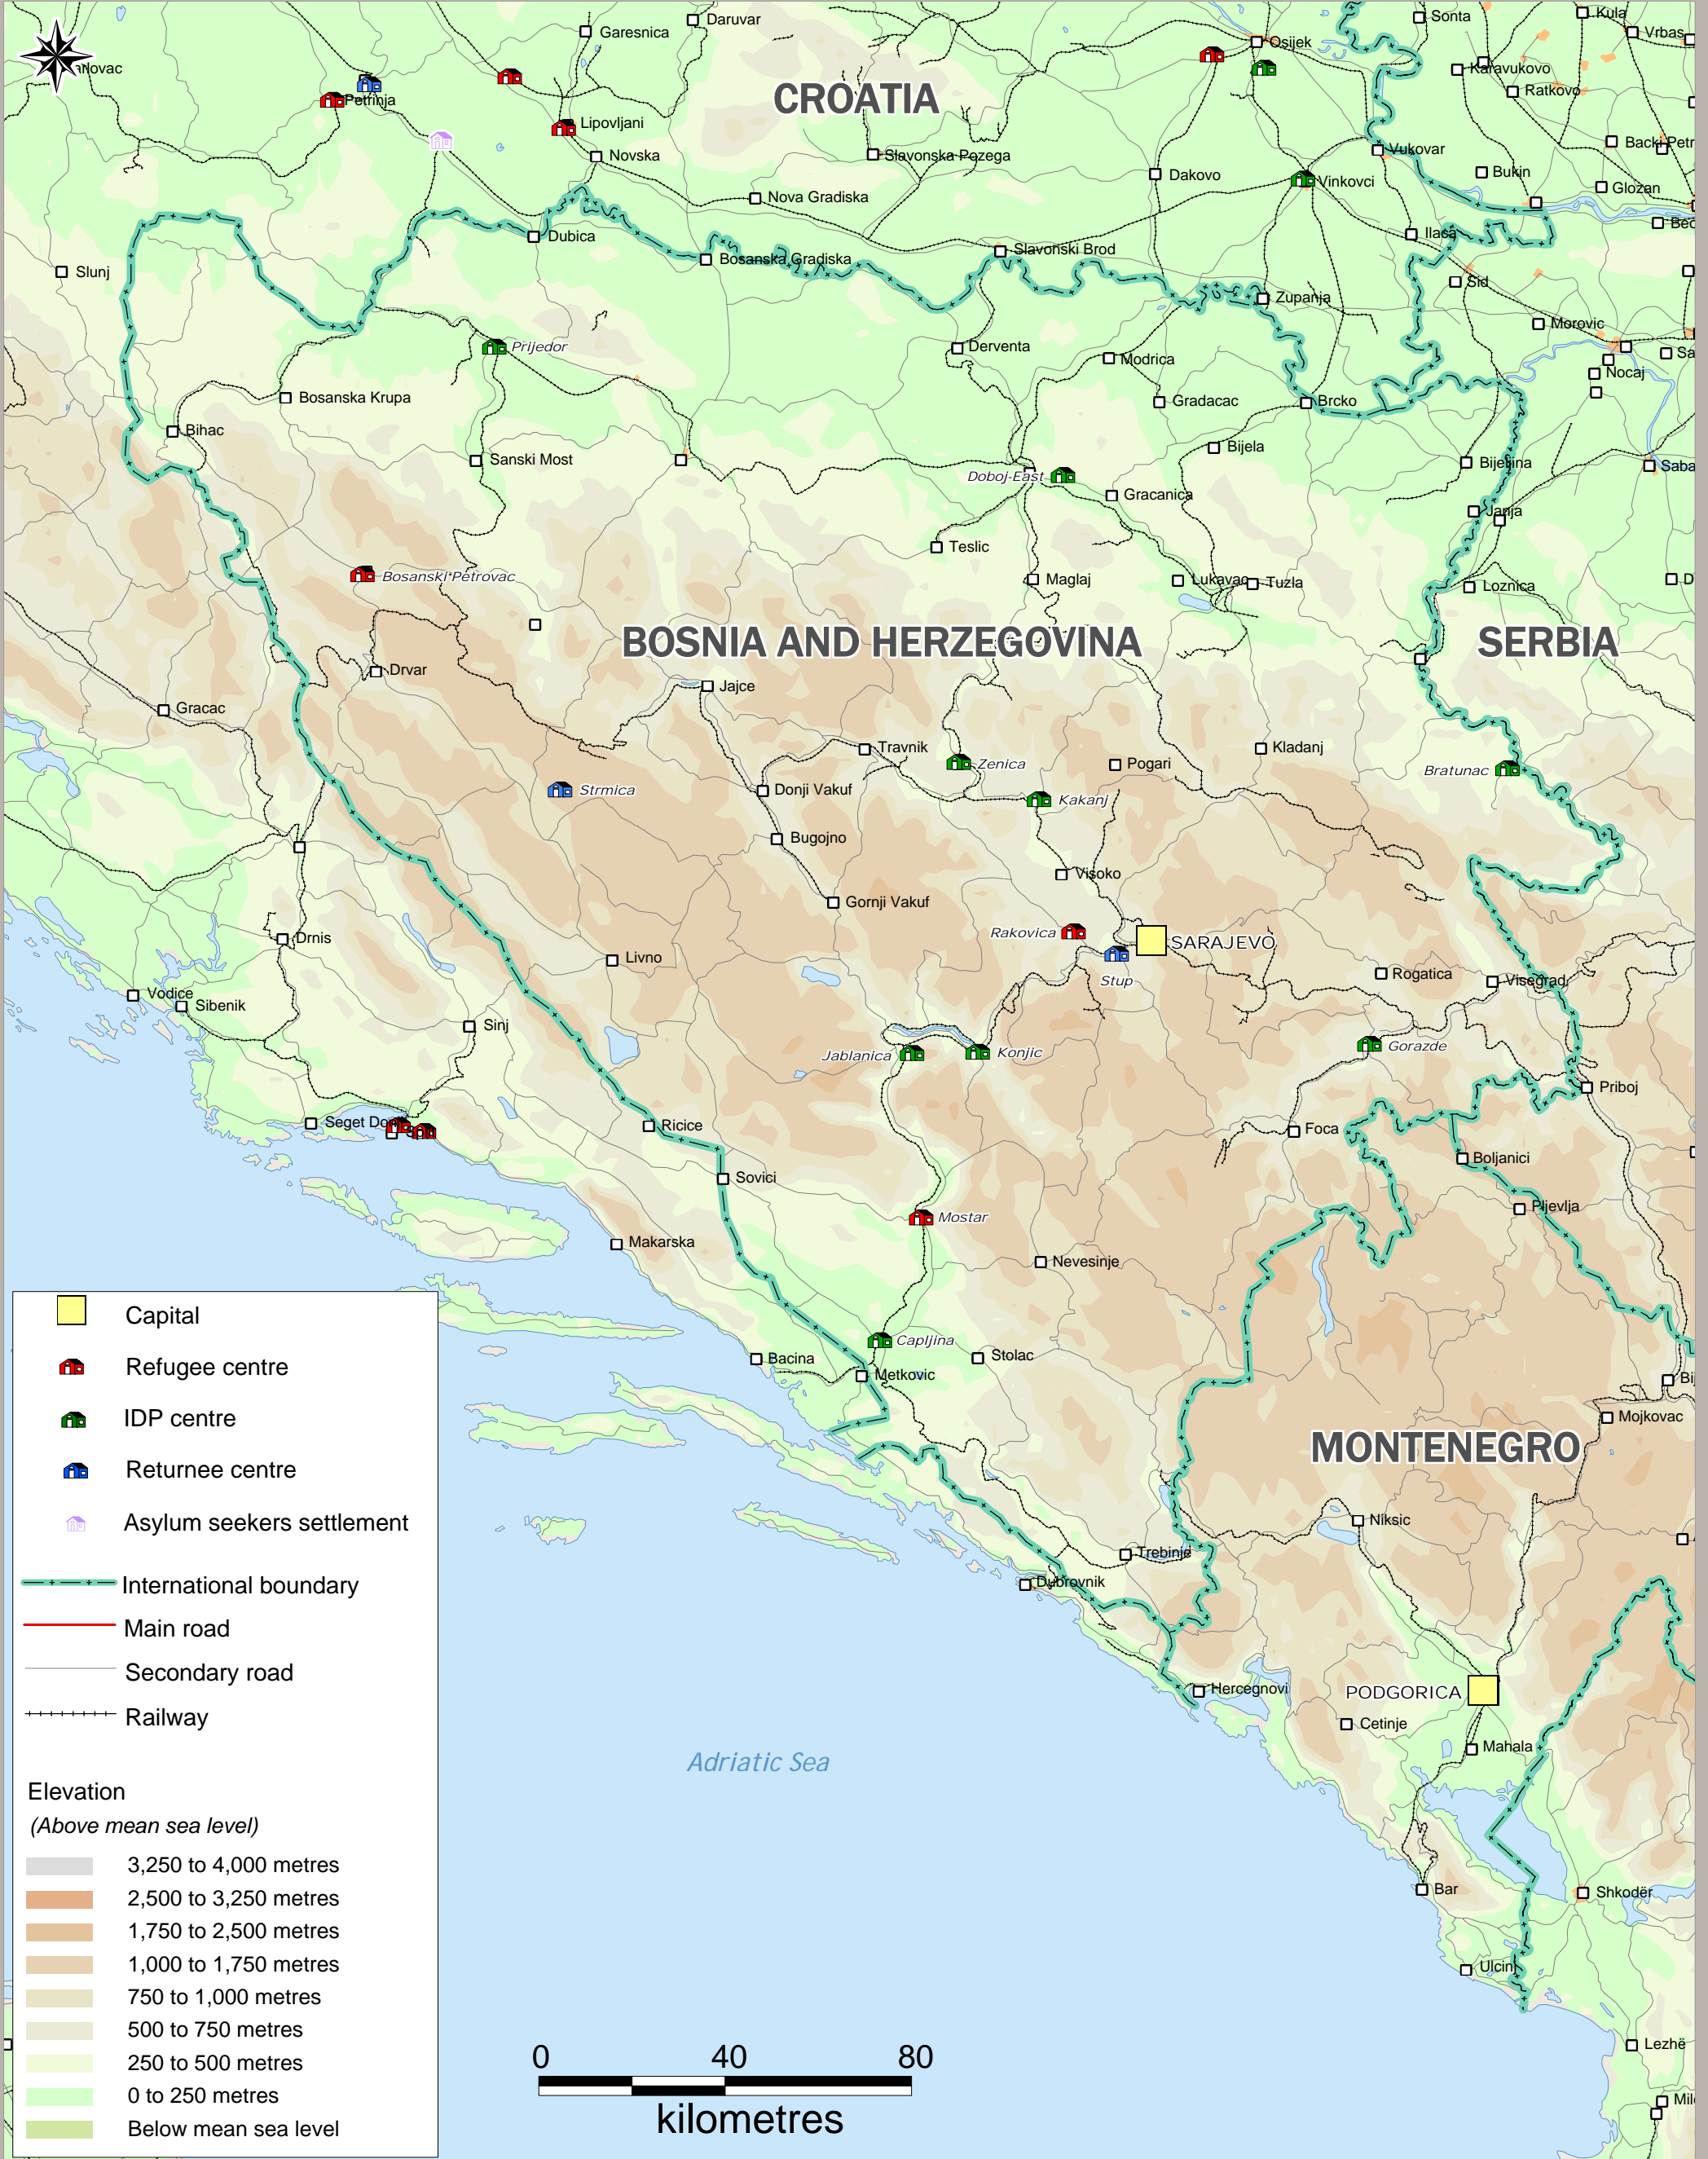 Daruvar
Garesnica
Sonta
Kula
Vrbas
Osijek
Karavukovo
Ratkovo
Petrinja
CROATIA
Lipovljani
Novska
Slavonska Pozega
Vukovar
Dakovo
Vinkovci
Bukin
Glozan
Nova Gradiska
Dubica
Ilaca
Slunj
Bosanska Gradiska
Slavonski Brod
Sid
Zupanja
Morovic
Prijedor
Derventa
Modrica
Nocaj
Bosanska Krupa
Gradacac
Brcko
Bihac
Bijela
Sanski Most
Bijeljina
Doboj-East
Gracanica
Janja
Teslic
Bosanski Petrovac
Maglaj
Lukavac
Tuzla
Loznica
BOSNIA AND HERZEGOVINA
SERBIA
Drvar
Jajce
Gracac
Travnik
Kladanj
Zenica
Pogari
Bratunac
Strmica
Donji Vakuf
Kakanj
Bugojno
Visoko
Gornji Vakuf
Rakovica
SARAJEVO
Drnis
Livno
Stup
Rogatica
Visegrad
Vodice
Sibenik
Sinj
Jablanica
Konjic
Gorazde
Priboj
Seget Do
Ricice
Foca
Boljanici
Sovici
Pljevlja
Mostar
Makarska
Nevesinje
Capljina
Bacina
Stolac
Metkovic
Mojkovac
MONTENEGRO
Niksic
Trebinje
Dubrovnik
Hercegnovi
PODGORICA
Cetinje
Mahala
Adriatic Sea
Bar
Shkodër
Ulcinj
Lezhë
Capital
Refugee centre
IDP centre
Returnee centre
Asylum seekers settlement
International boundary
Main road
Secondary road
Railway
Elevation
(Above mean sea level)
3,250 to 4,000 metres
2,500 to 3,250 metres
1,750 to 2,500 metres
1,000 to 1,750 metres
750 to 1,000 metres
500 to 750 metres
250 to 500 metres
0 to 250 metres
Below mean sea level
0 40 80
kilometres